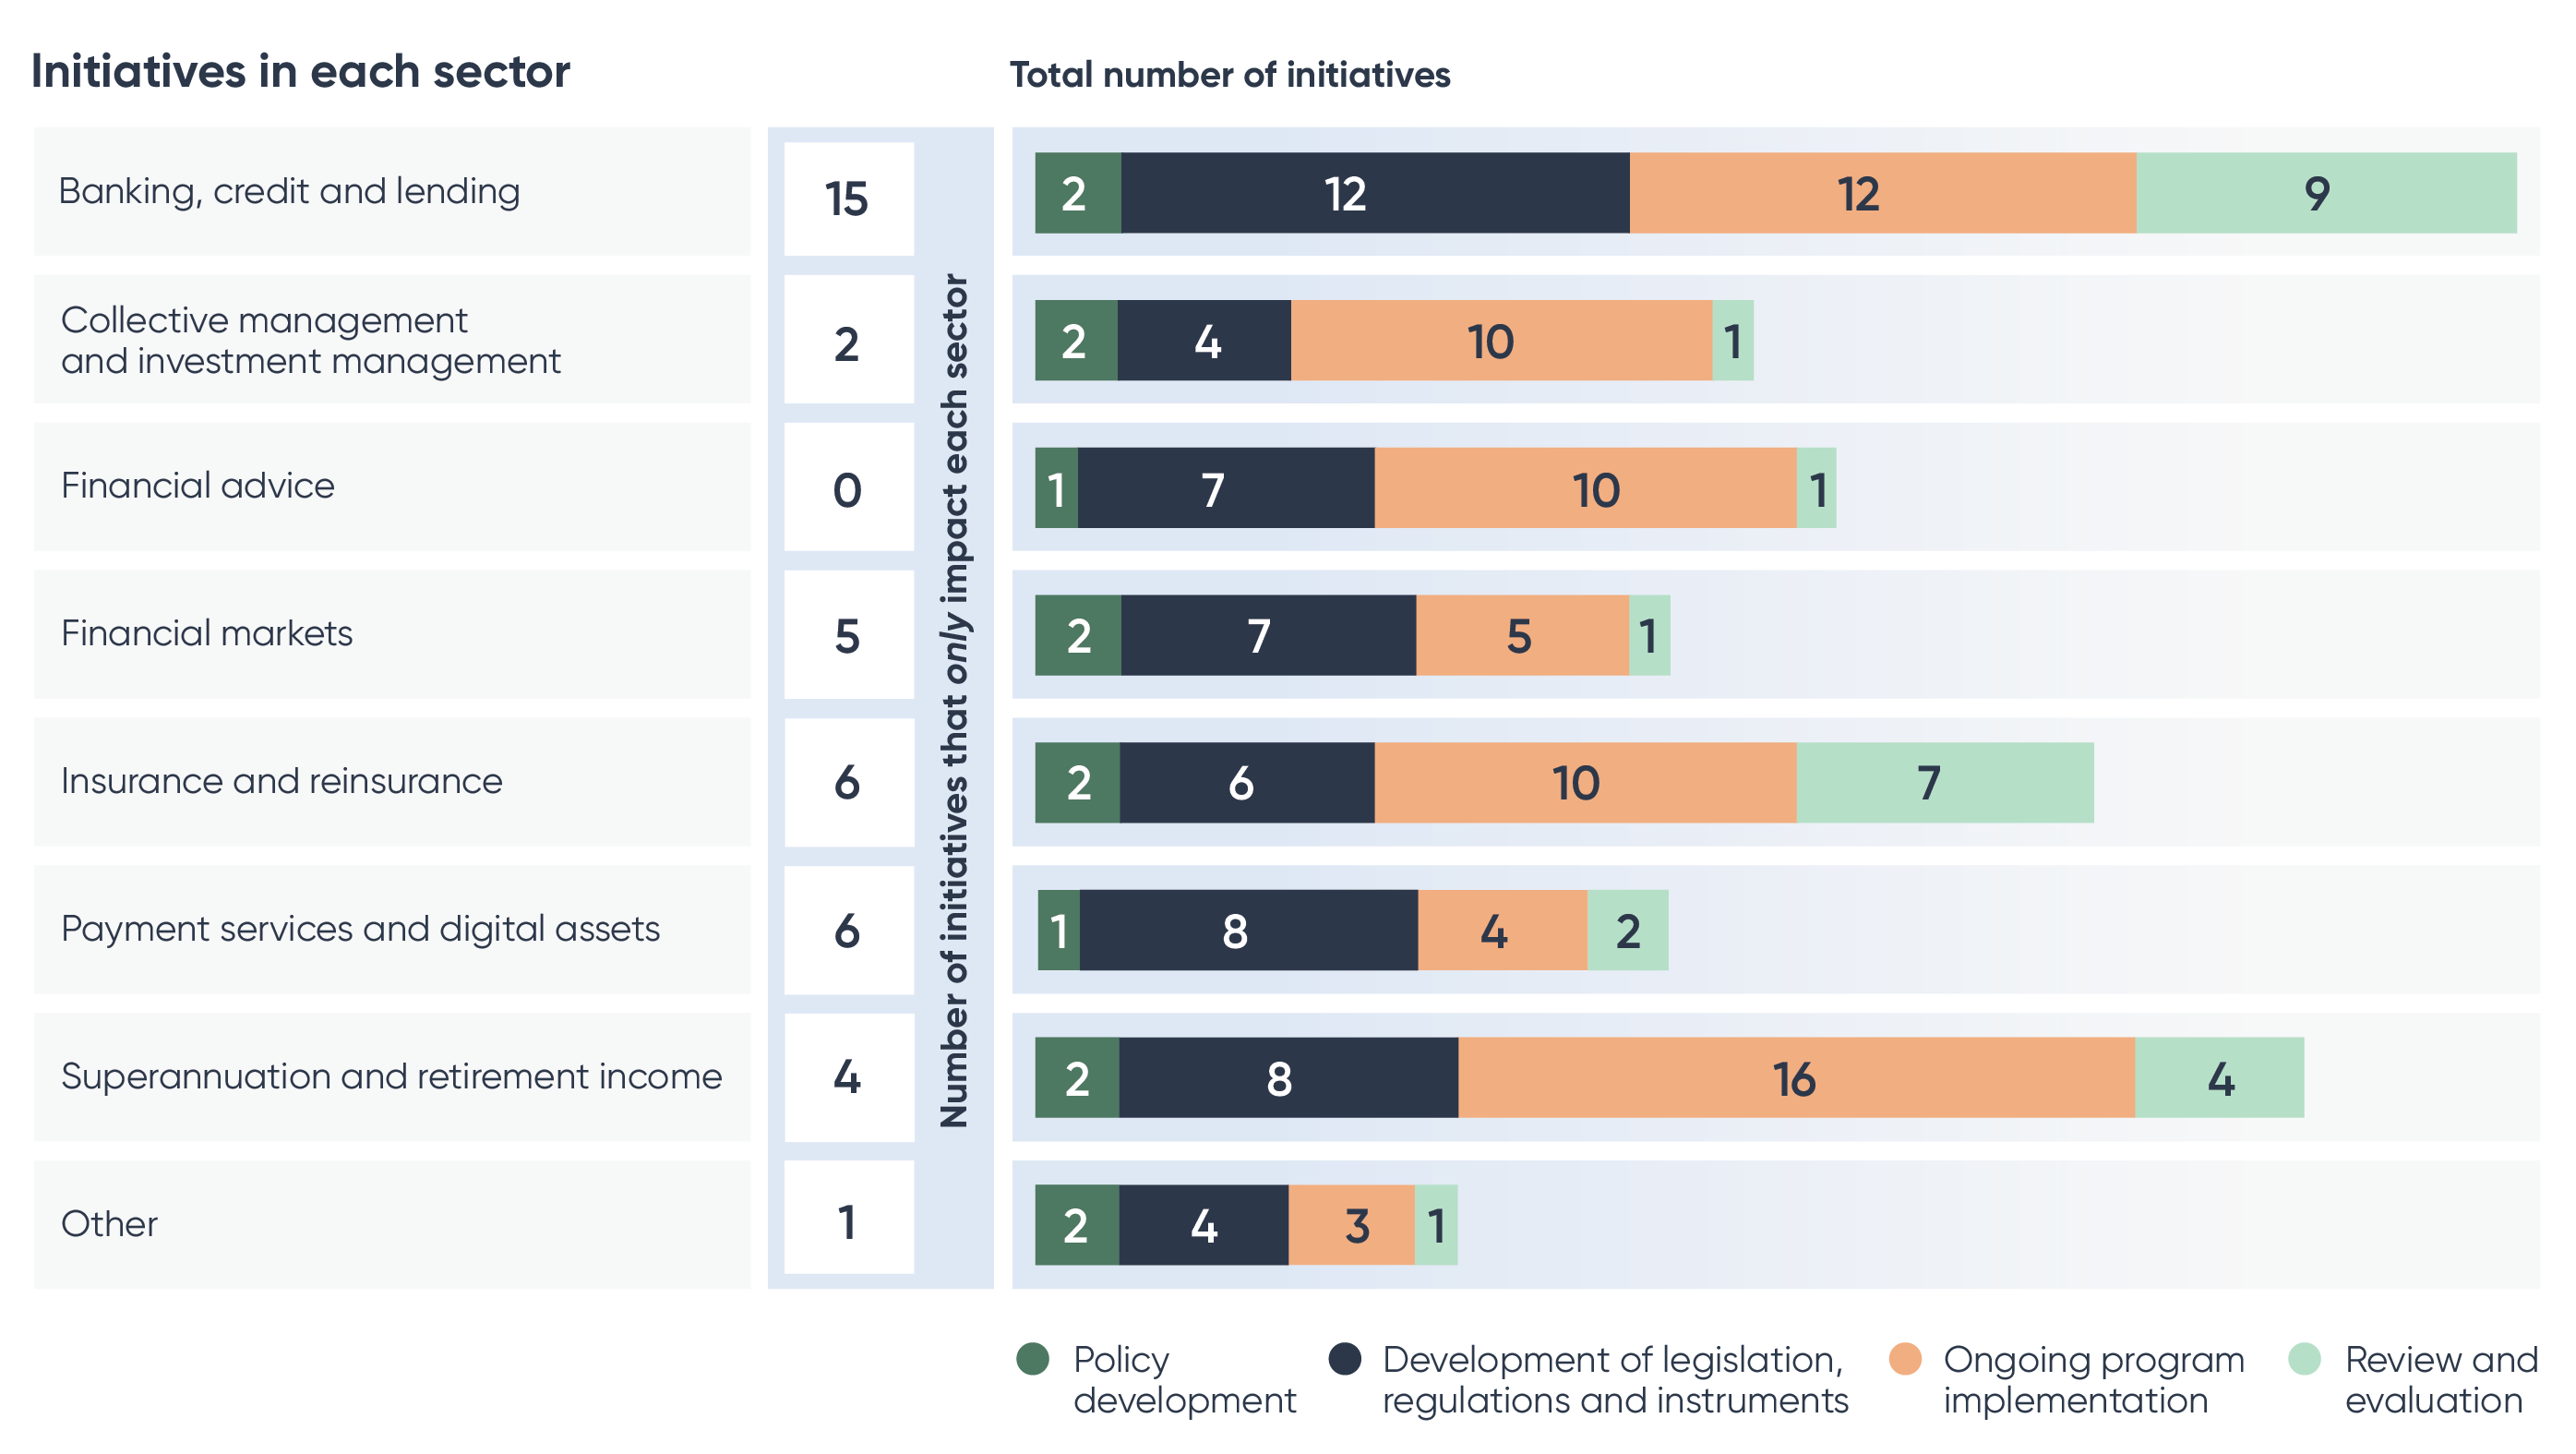 Initiatives in each sector
Total number of initiatives
Number of initiatives that only impact each sector
Banking, credit and lending
15
2 12 12 9
Collective management
and investment management
2
2 4 10 1
Financial advice
0
1 7 10 1
Financial markets
5
2 7 5 1
Insurance and reinsurance
6
2 6 10 7
Payment services and digital assets
6
1 8 4 2
Superannuation and retirement income
4
2 8 16 4
Other
1
2 4 3 1
Policy
development
Development of legislation,
regulations and instruments
Ongoing program
implementation
Review and
evaluation